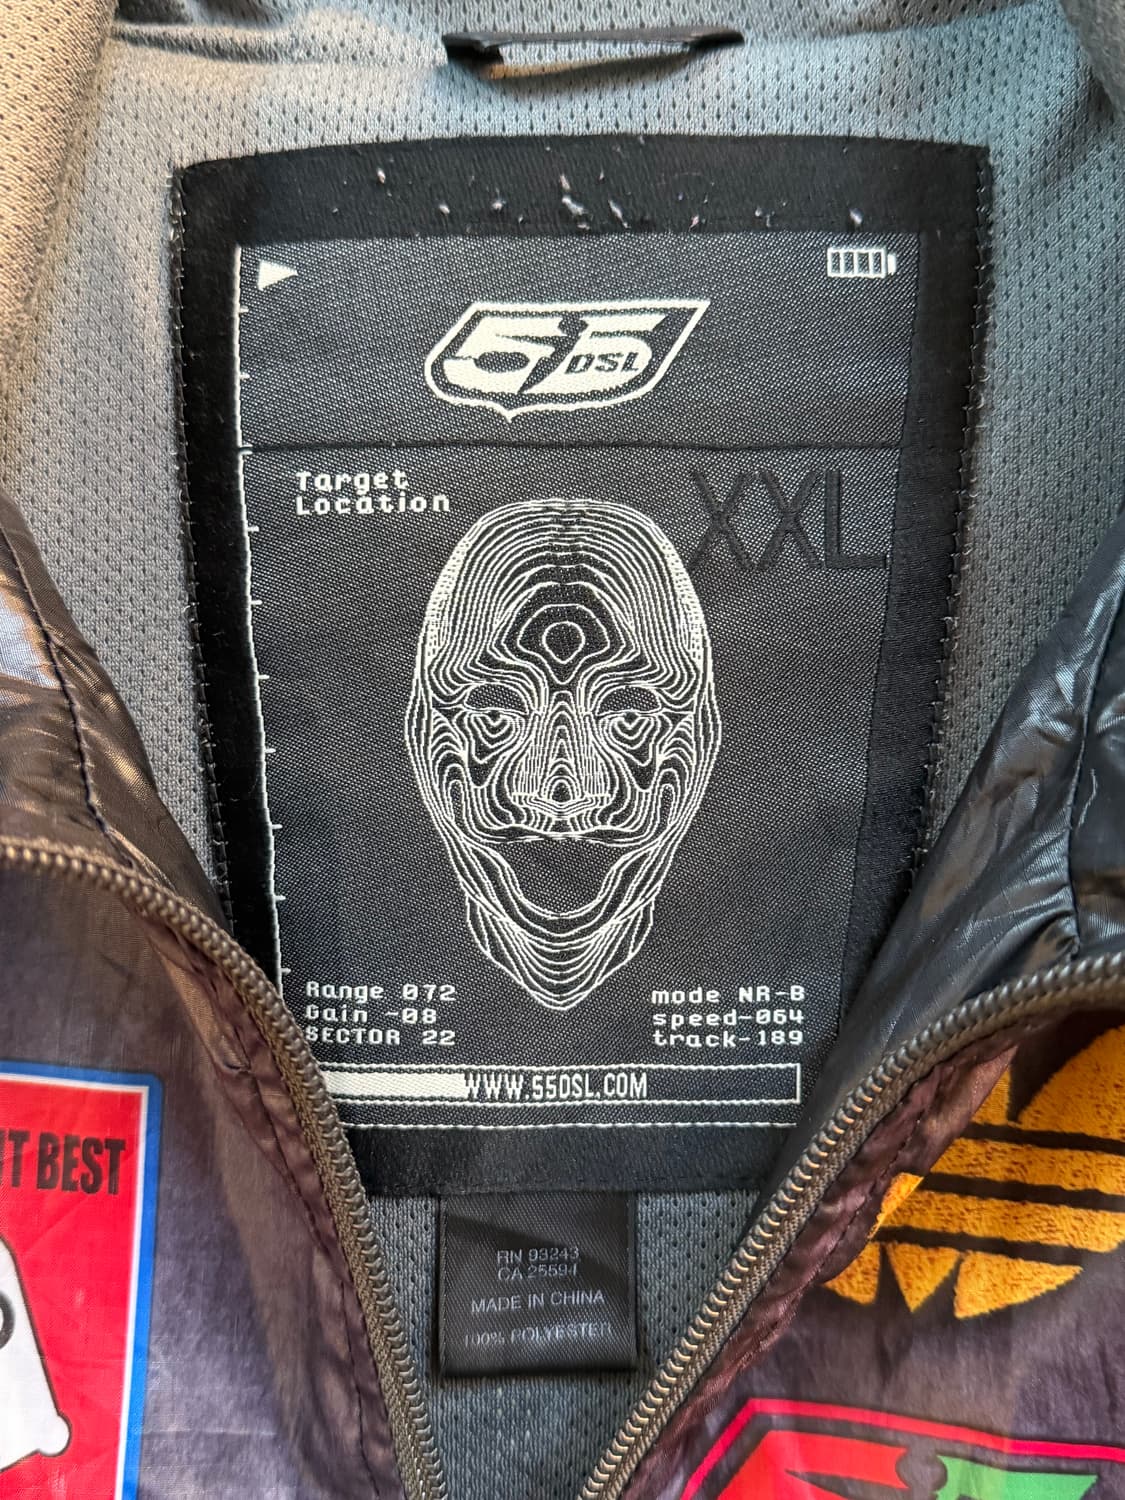 55 DSL
Target
Location
XXL
Range 072
Gain -08
SECTOR 22
mode NR-B
speed-064
track-189
WWW.55DSL.COM
RN 93243
CA 25594
MADE IN CHINA
100% POLYESTER
BEST